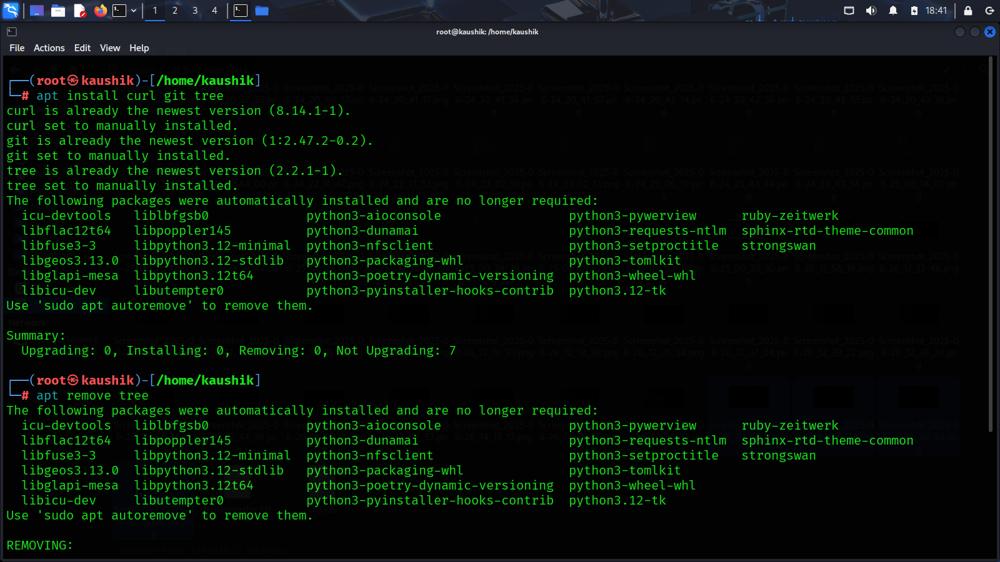 1 2 3 4 18:41
root@kaushik: /home/kaushik
File Actions Edit View Help
┌──(root㉿kaushik)-[/home/kaushik]
└─# apt install curl git tree
curl is already the newest version (8.14.1-1).
curl set to manually installed.
git is already the newest version (1:2.47.2-0.2).
git set to manually installed.
tree is already the newest version (2.2.1-1).
tree set to manually installed.
The following packages were automatically installed and are no longer required:
icu-devtools liblbfgsb0 python3-aioconsole python3-pywerview ruby-zeitwerk
libflac12t64 libpoppler145 python3-dunamai python3-requests-ntlm sphinx-rtd-theme-common
libfuse3-3 libpython3.12-minimal python3-nfsclient python3-setproctitle strongswan
libgeos3.13.0 libpython3.12-stdlib python3-packaging-whl python3-tomlkit
libglapi-mesa libpython3.12t64 python3-poetry-dynamic-versioning python3-wheel-whl
libicu-dev libutempter0 python3-pyinstaller-hooks-contrib python3.12-tk
Use 'sudo apt autoremove' to remove them.
Summary:
Upgrading: 0, Installing: 0, Removing: 0, Not Upgrading: 7
┌──(root㉿kaushik)-[/home/kaushik]
└─# apt remove tree
The following packages were automatically installed and are no longer required:
icu-devtools liblbfgsb0 python3-aioconsole python3-pywerview ruby-zeitwerk
libflac12t64 libpoppler145 python3-dunamai python3-requests-ntlm sphinx-rtd-theme-common
libfuse3-3 libpython3.12-minimal python3-nfsclient python3-setproctitle strongswan
libgeos3.13.0 libpython3.12-stdlib python3-packaging-whl python3-tomlkit
libglapi-mesa libpython3.12t64 python3-poetry-dynamic-versioning python3-wheel-whl
libicu-dev libutempter0 python3-pyinstaller-hooks-contrib python3.12-tk
Use 'sudo apt autoremove' to remove them.
REMOVING: